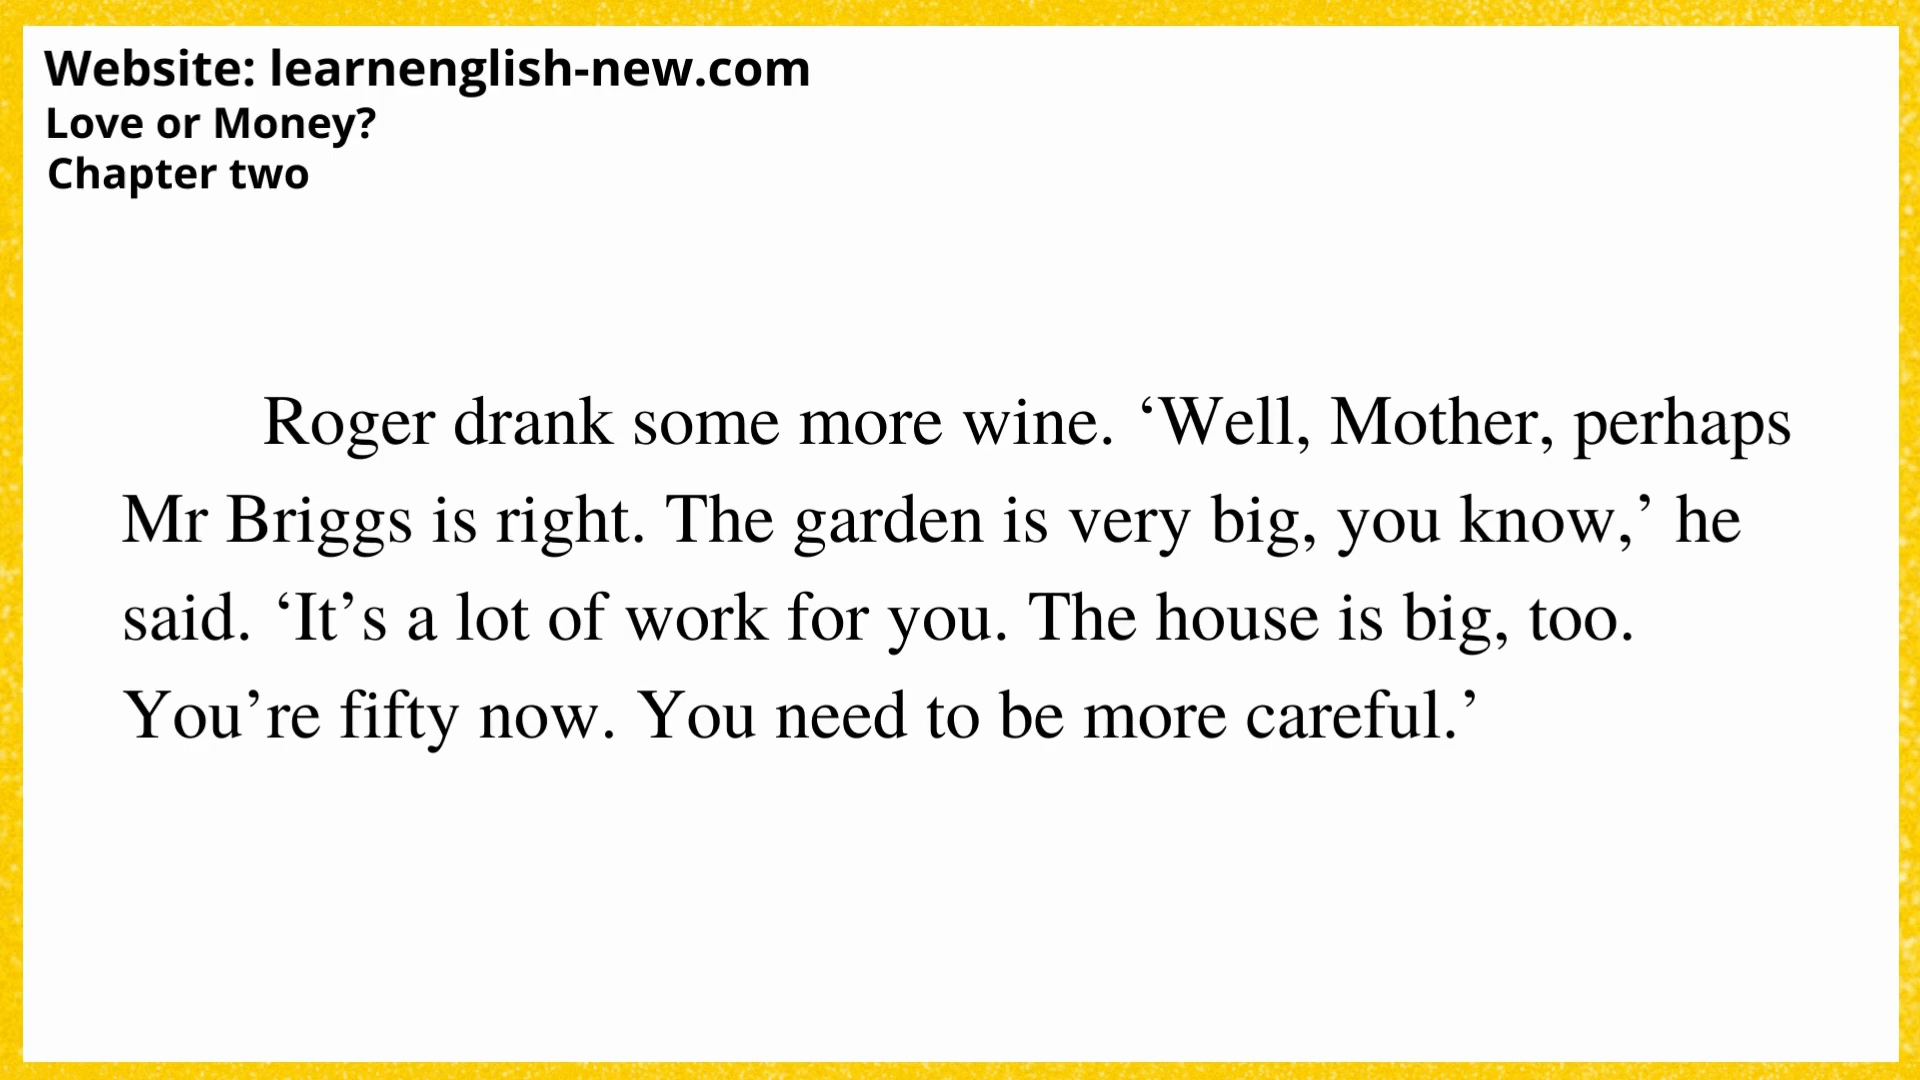 Website: learnenglish-new.com
Love or Money?
Chapter two
Roger drank some more wine. ‘Well, Mother, perhaps
Mr Briggs is right. The garden is very big, you know,’ he
said. ‘It’s a lot of work for you. The house is big, too.
You’re fifty now. You need to be more careful.’